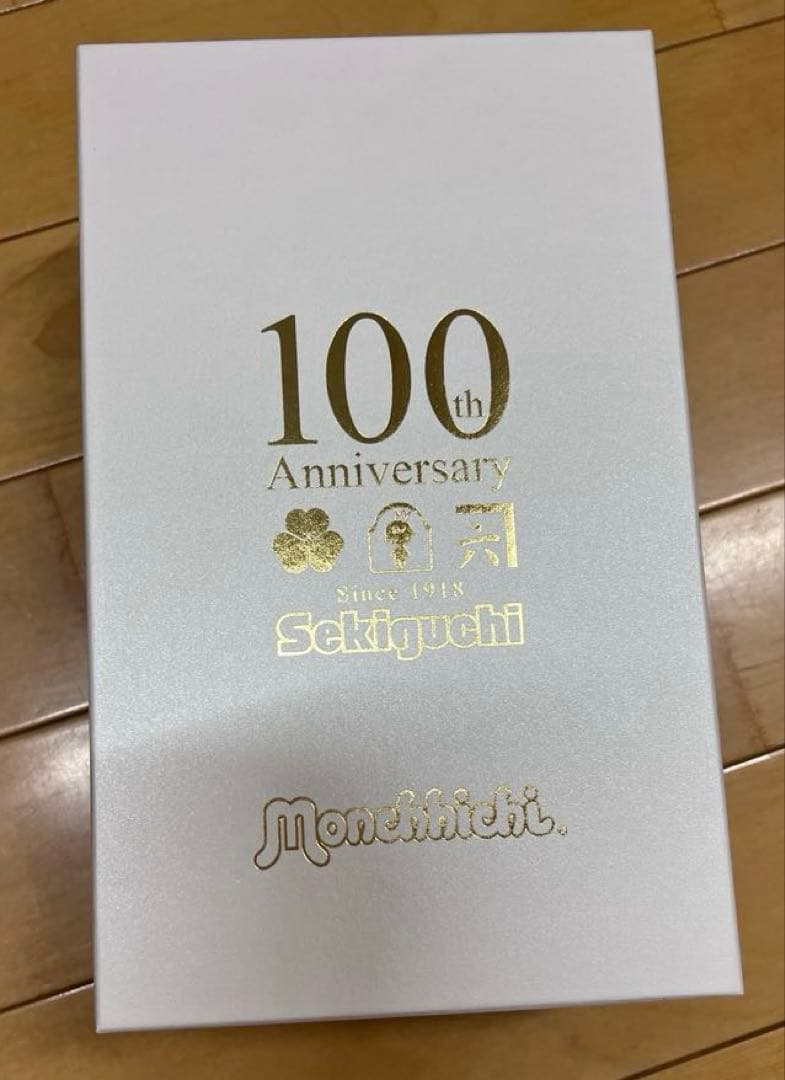 100th
Anniversary
Since 1918
Sekiguchi
Monchhichi.